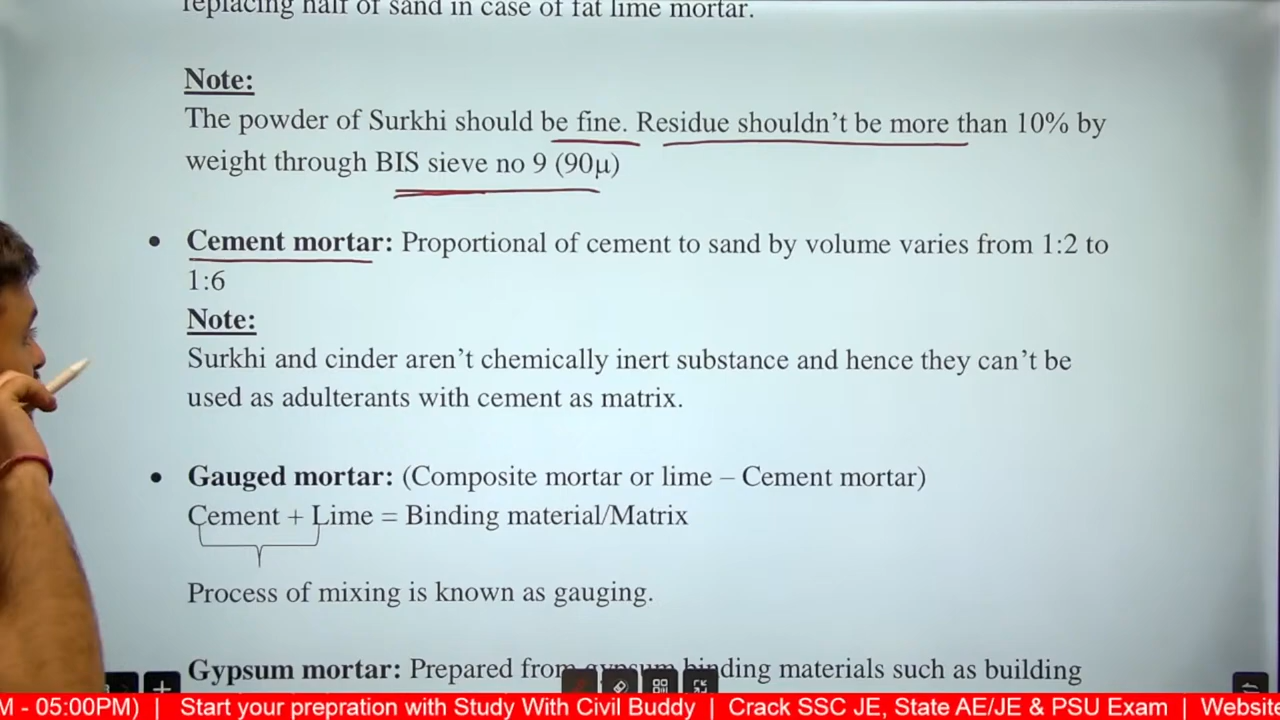 replacing half of sand in case of fat lime mortar.
Note:
The powder of Surkhi should be fine. Residue shouldn't be more than 10% by
weight through BIS sieve no 9 (90μ)
• Cement mortar: Proportional of cement to sand by volume varies from 1:2 to
1:6
Note:
Surkhi and cinder aren't chemically inert substance and hence they can't be
used as adulterants with cement as matrix.
• Gauged mortar: (Composite mortar or lime – Cement mortar)
Cement + Lime = Binding material/Matrix
Process of mixing is known as gauging.
Gypsum mortar: Prepared from gypsum binding materials such as building
M - 05:00PM) | Start your prepration with Study With Civil Buddy | Crack SSC JE, State AE/JE & PSU Exam | Website